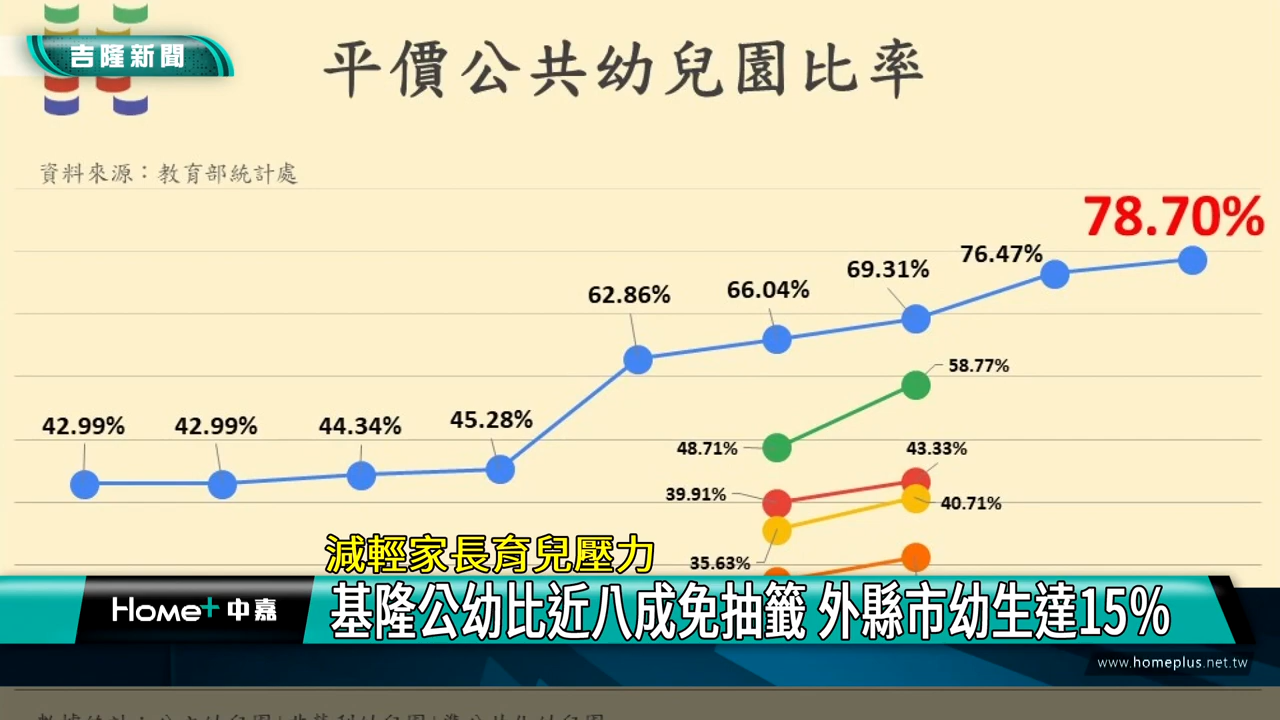 吉隆新聞
平價公共幼兒園比率
資料來源：教育部統計處
78.70%
76.47%
69.31%
66.04%
62.86%
58.77%
42.99%
42.99%
44.34%
45.28%
48.71%
43.33%
39.91%
40.71%
35.63%
減輕家長育兒壓力
Home+中嘉
基隆公幼比近八成免抽籤 外縣市幼生達15%
www.homeplus.net.tw